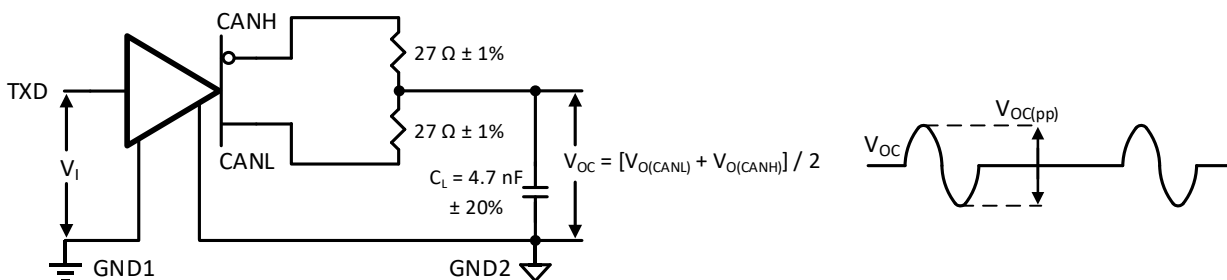 CANH
27 Ω ± 1%
TXD
27 Ω ± 1%
V_I
CANL
C_L = 4.7 nF
± 20%
V_OC = [V_O(CANL) + V_O(CANH)] / 2
GND1
GND2
V_OC(pp)
V_OC